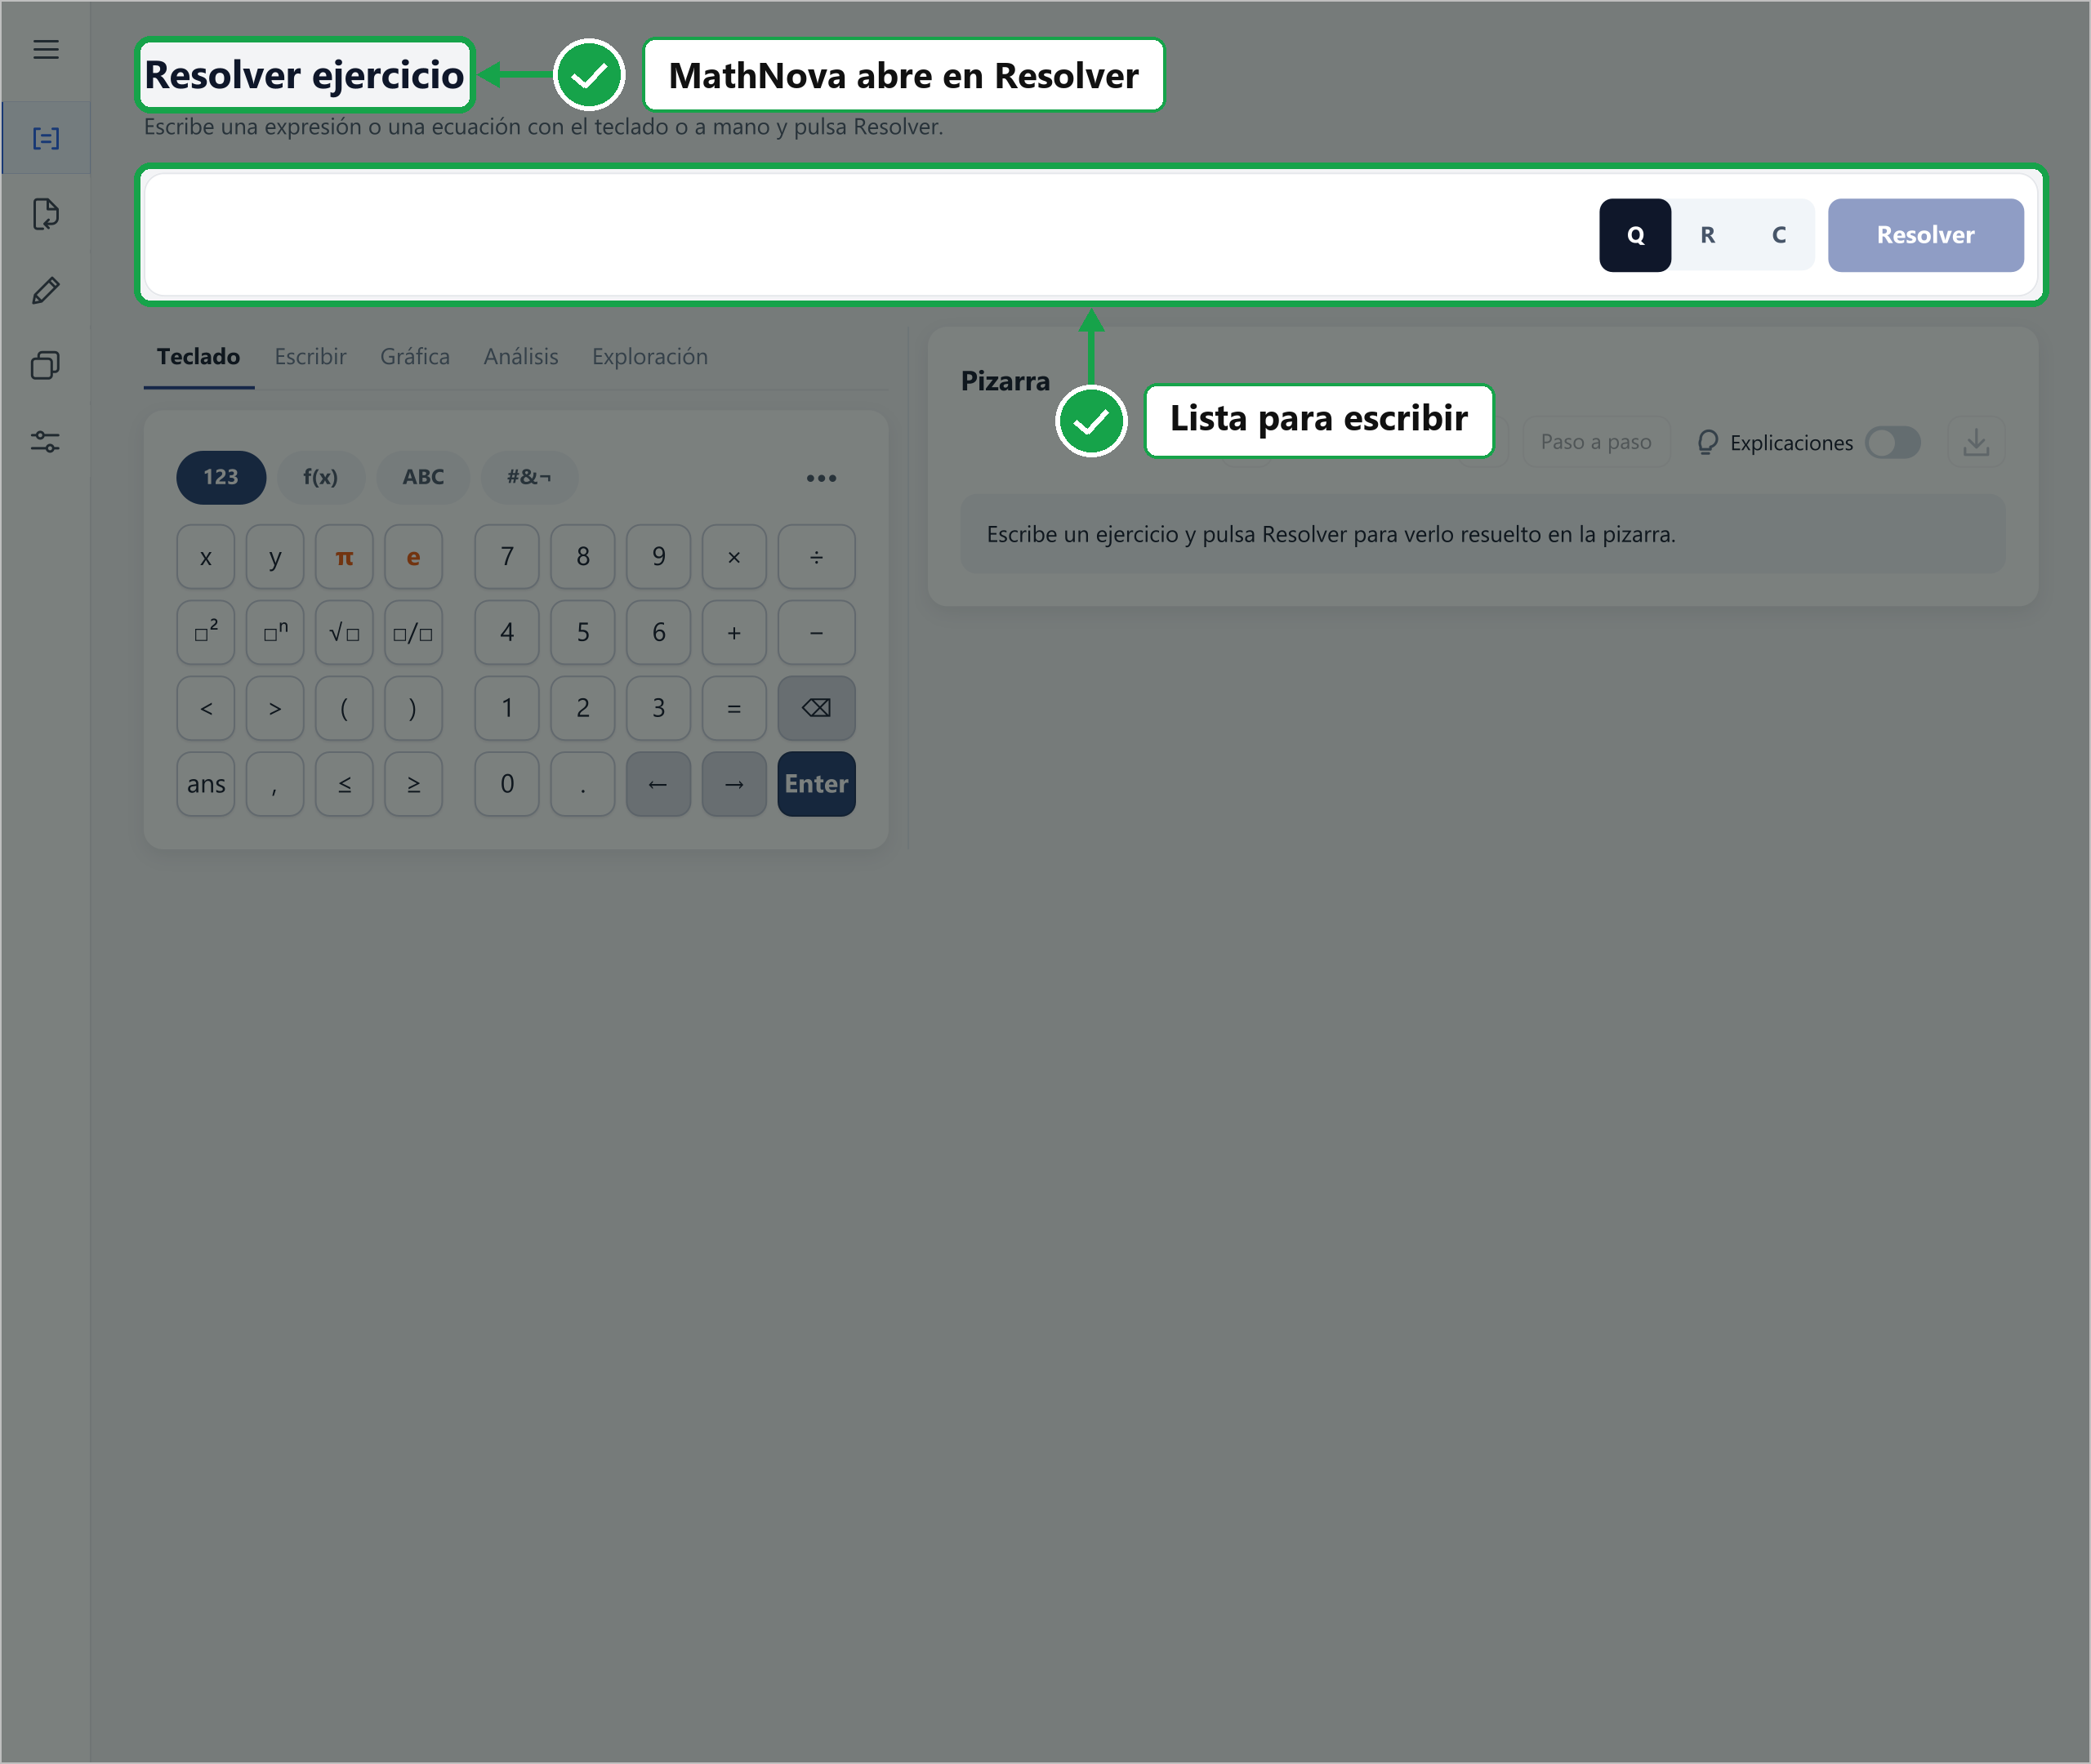 Resolver ejercicio
MathNova abre en Resolver
Escribe una expresión o una ecuación con el teclado o a mano y pulsa Resolver.
Q R C Resolver
Teclado Escribir Gráfica Análisis Exploración
Pizarra
Lista para escribir
Paso a paso Explicaciones
Escribe un ejercicio y pulsa Resolver para verlo resuelto en la pizarra.
123 f(x) ABC #&¬ •••
x y π e 7 8 9 × ÷
□² □ⁿ √□ □/□ 4 5 6 + −
< > ( ) 1 2 3 = ⌫
ans , ≤ ≥ 0 . ← → Enter